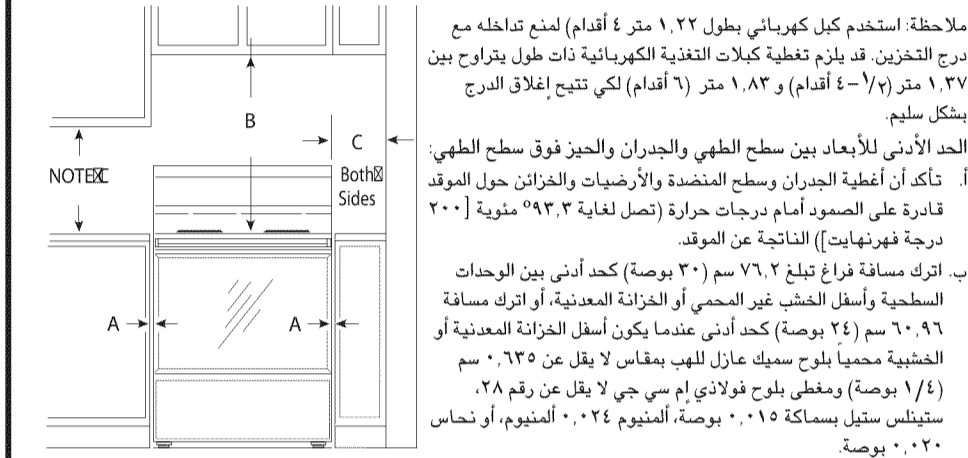 ملاحظة: استخدم كبل كهربائي بطول ١,٢٢ متر ٤ أقدام) لمنع تداخله مع
درج التخزين. قد يلزم تغطية كبلات التغذية الكهربائية ذات طول يتراوح بين
١,٣٧ متر (٢/١-٤ أقدام) و ١,٨٣ متر (٦ أقدام) لكي تتيح إغلاق الدرج
بشكل سليم.
الحد الأدنى للأبعاد بين سطح الطهي والجدران والحيز فوق سطح الطهي:
أ. تأكد أن أغطية الجدران وسطح المنضدة والأرضيات والخزائن حول الموقد
قادرة على الصمود أمام درجات حرارة (تصل لغاية ٩٣,٣° مئوية [٢٠٠
درجة فهرنهايت]) الناتجة عن الموقد.
ب. اترك مسافة فراغ تبلغ ٧٦,٢ سم (٣٠ بوصة) كحد أدنى بين الوحدات
السطحية وأسفل الخشب غير المحمي أو الخزانة المعدنية، أو اترك مسافة
٦٠,٩٦ سم (٢٤ بوصة) كحد أدنى عندما يكون أسفل الخزانة المعدنية أو
الخشبية محمياً بلوح سميك عازل للهب بمقاس لا يقل عن ٠,٦٣٥ سم
(١/٤ بوصة) ومغطى بلوح فولاذي إم سي جي لا يقل عن رقم ٢٨،
ستينلس ستيل بسماكة ٠,٠١٥ بوصة، ألمنيوم ٠,٠٢٤ ألمنيوم، أو نحاس
٠,٠٢٠ بوصة.
B
C
NOTE C
Both
Sides
A
A